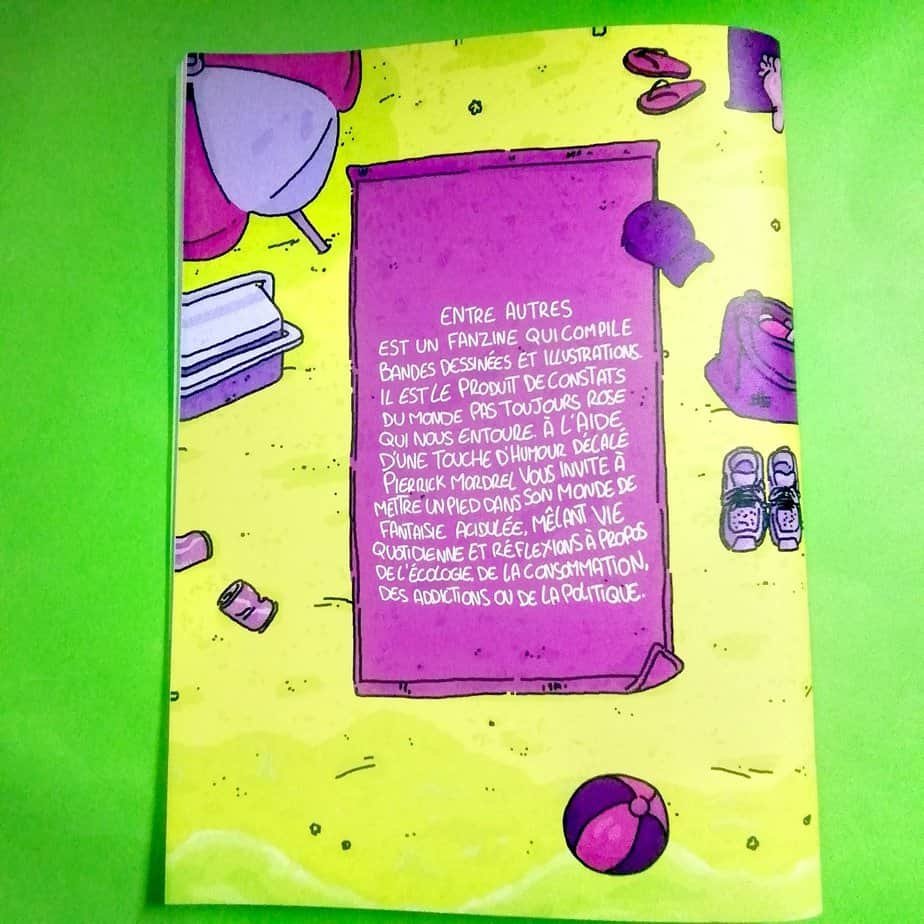 ENTRE AUTRES
EST UN FANZINE QUI COMPILE
BANDES DESSINÉES ET ILLUSTRATIONS.
IL EST LE PRODUIT DE CONSTATS
DU MONDE PAS TOUJOURS ROSE
QUI NOUS ENTOURE. À L'AIDE
D'UNE TOUCHE D'HUMOUR DÉCALÉ
PIERRICK MORDREL VOUS INVITE À
METTRE UN PIED DANS SON MONDE DE
FANTAISIE ACIDULÉE, MÊLANT VIE
QUOTIDIENNE ET RÉFLEXIONS À PROPOS
DE L'ÉCOLOGIE, DE LA CONSOMMATION,
DES ADDICTIONS OU DE LA POLITIQUE.